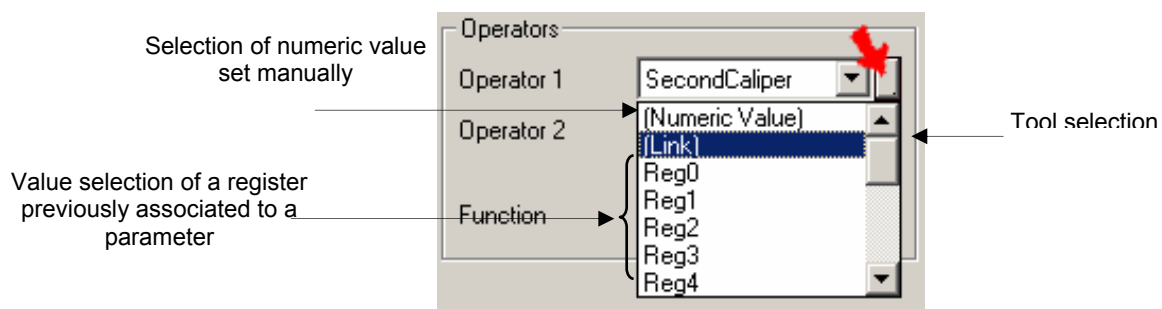 Operators
Selection of numeric value
set manually
Operator 1
SecondCaliper
(Numeric Value)
Operator 2
(Link)
Tool selection
Reg0
Value selection of a register
previously associated to a
parameter
Reg1
Function
Reg2
Reg3
Reg4